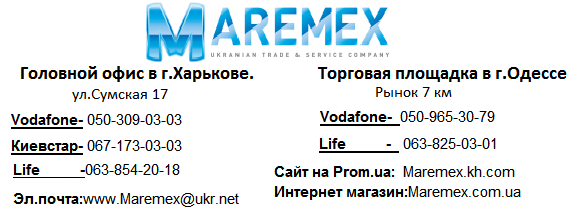 MAREMEX
UKRANIAN TRADE & SERVICE COMPANY
Головной офис в г.Харькове.
ул.Сумская 17
Vodafone- 050-309-03-03
Киевстар- 067-173-03-03
Life -063-854-20-18
Эл.почта:www.Maremex@ukr.net
Торговая площадка в г.Одессе
Рынок 7 км
Vodafone- 050-965-30-79
Life - 063-825-03-01
Сайт на Prom.ua: Maremex.kh.com
Интернет магазин:Maremex.com.ua